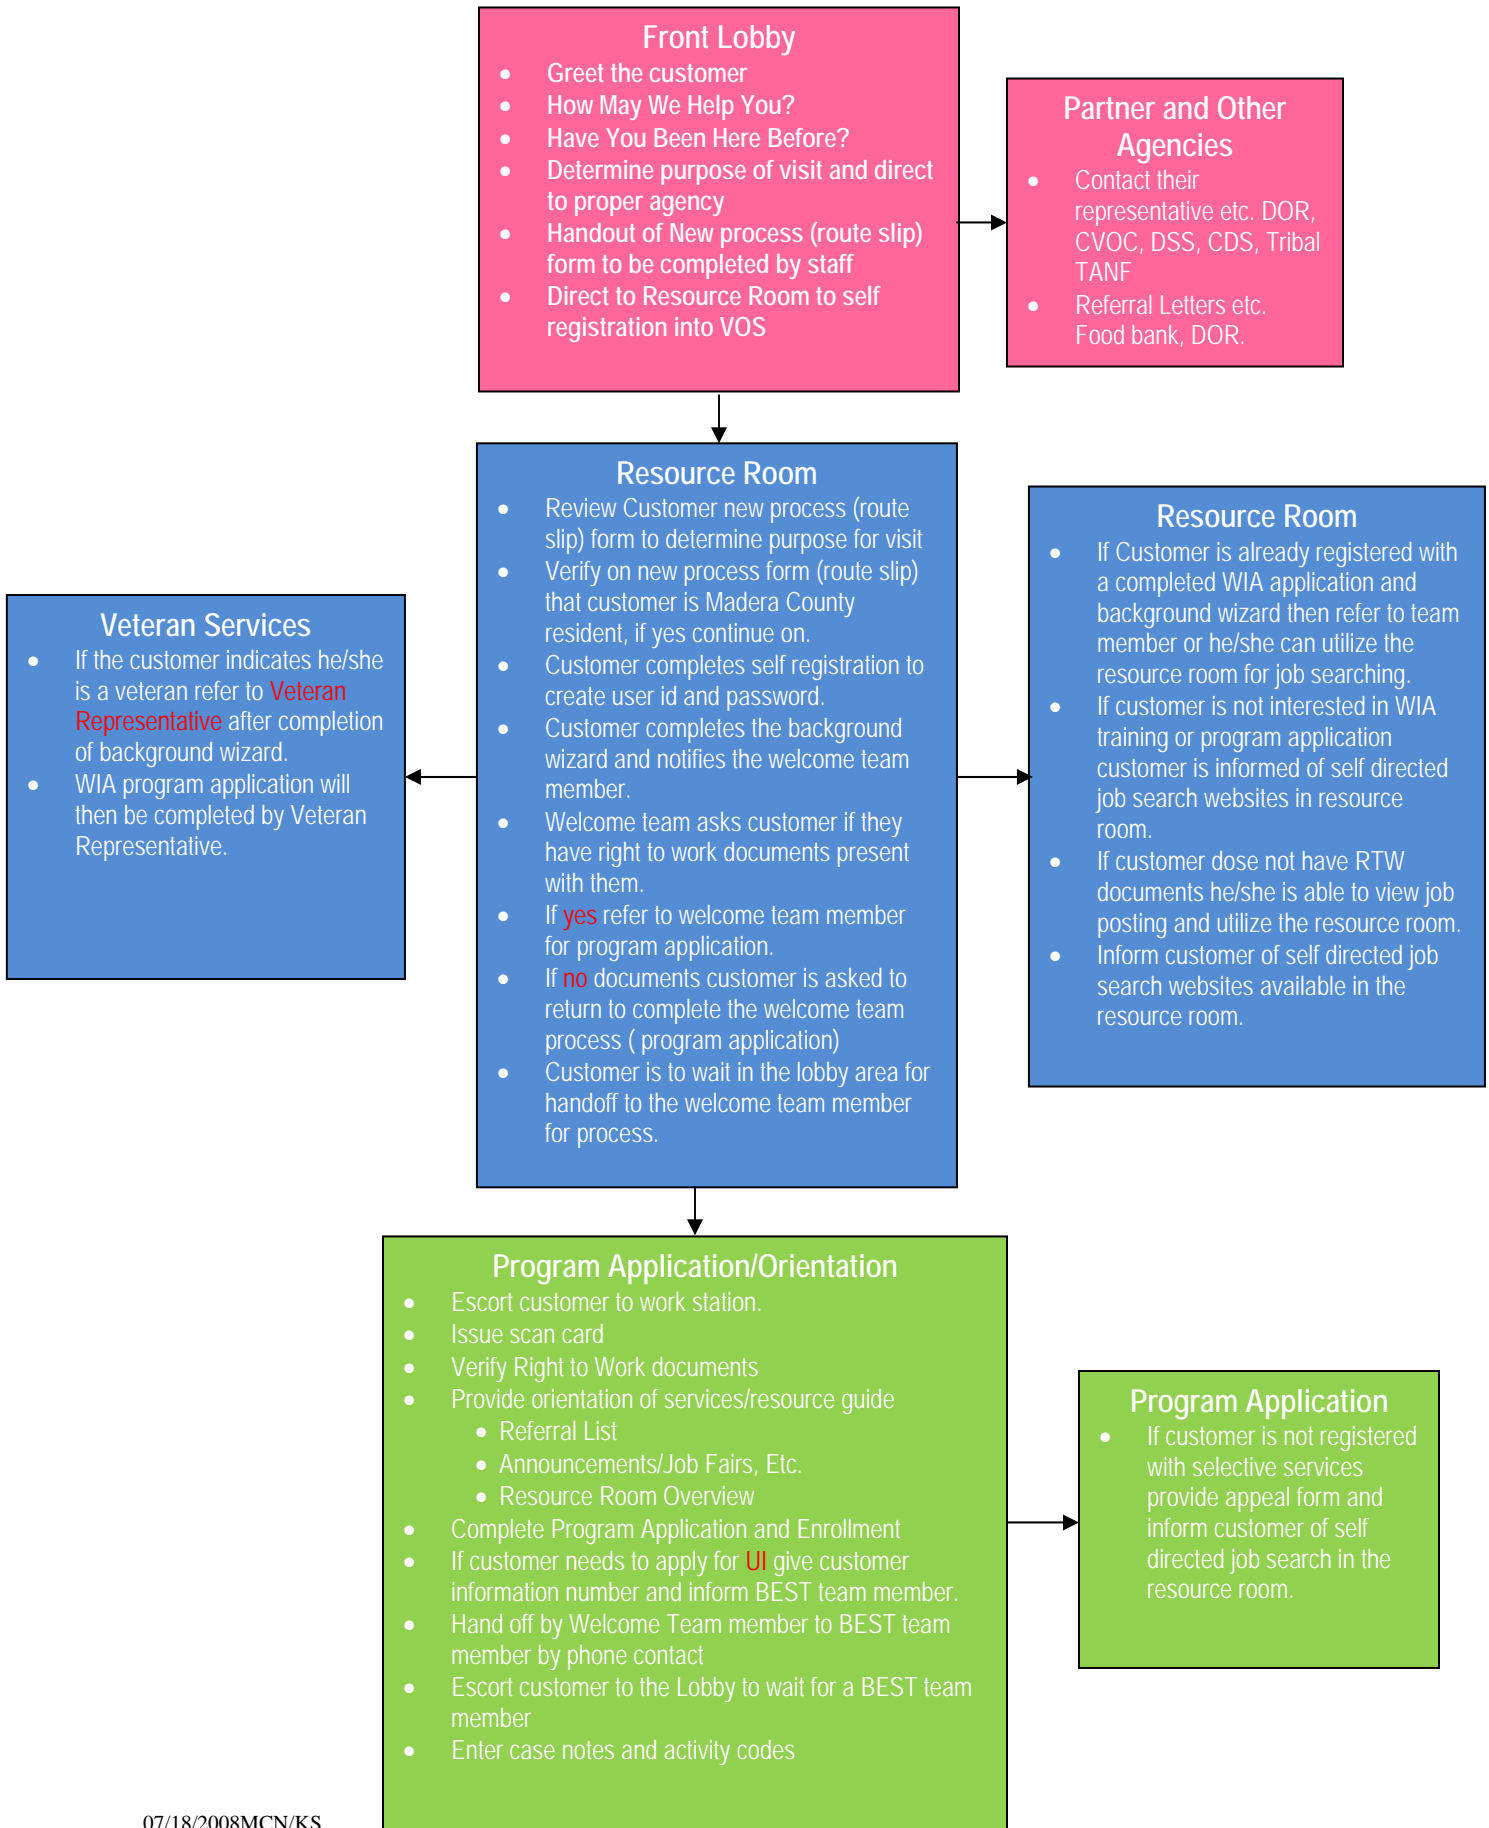 Front Lobby
• Greet the customer
• How May We Help You?
• Have You Been Here Before?
• Determine purpose of visit and direct
to proper agency
• Handout of New process (route slip)
form to be completed by staff
• Direct to Resource Room to self
registration into VOS
Partner and Other
Agencies
• Contact their
representative etc. DOR,
CVOC, DSS, CDS, Tribal
TANF
• Referral Letters etc.
Food bank, DOR.
Resource Room
• Review Customer new process (route
slip) form to determine purpose for visit
• Verify on new process form (route slip)
that customer is Madera County
resident, if yes continue on.
• Customer completes self registration to
create user id and password.
• Customer completes the background
wizard and notifies the welcome team
member.
• Welcome team asks customer if they
have right to work documents present
with them.
• If yes refer to welcome team member
for program application.
• If no documents customer is asked to
return to complete the welcome team
process ( program application)
• Customer is to wait in the lobby area for
handoff to the welcome team member
for process.
Resource Room
• If Customer is already registered with
a completed WIA application and
background wizard then refer to team
member or he/she can utilize the
resource room for job searching.
• If customer is not interested in WIA
training or program application
customer is informed of self directed
job search websites in resource
room.
• If customer dose not have RTW
documents he/she is able to view job
posting and utilize the resource room.
• Inform customer of self directed job
search websites available in the
resource room.
Veteran Services
• If the customer indicates he/she
is a veteran refer to Veteran
Representative after completion
of background wizard.
• WIA program application will
then be completed by Veteran
Representative.
Program Application/Orientation
• Escort customer to work station.
• Issue scan card
• Verify Right to Work documents
• Provide orientation of services/resource guide
• Referral List
• Announcements/Job Fairs, Etc.
• Resource Room Overview
• Complete Program Application and Enrollment
• If customer needs to apply for UI give customer
information number and inform BEST team member.
• Hand off by Welcome Team member to BEST team
member by phone contact
• Escort customer to the Lobby to wait for a BEST team
member
• Enter case notes and activity codes
Program Application
• If customer is not registered
with selective services
provide appeal form and
inform customer of self
directed job search in the
resource room.
07/18/2008MCN/KS